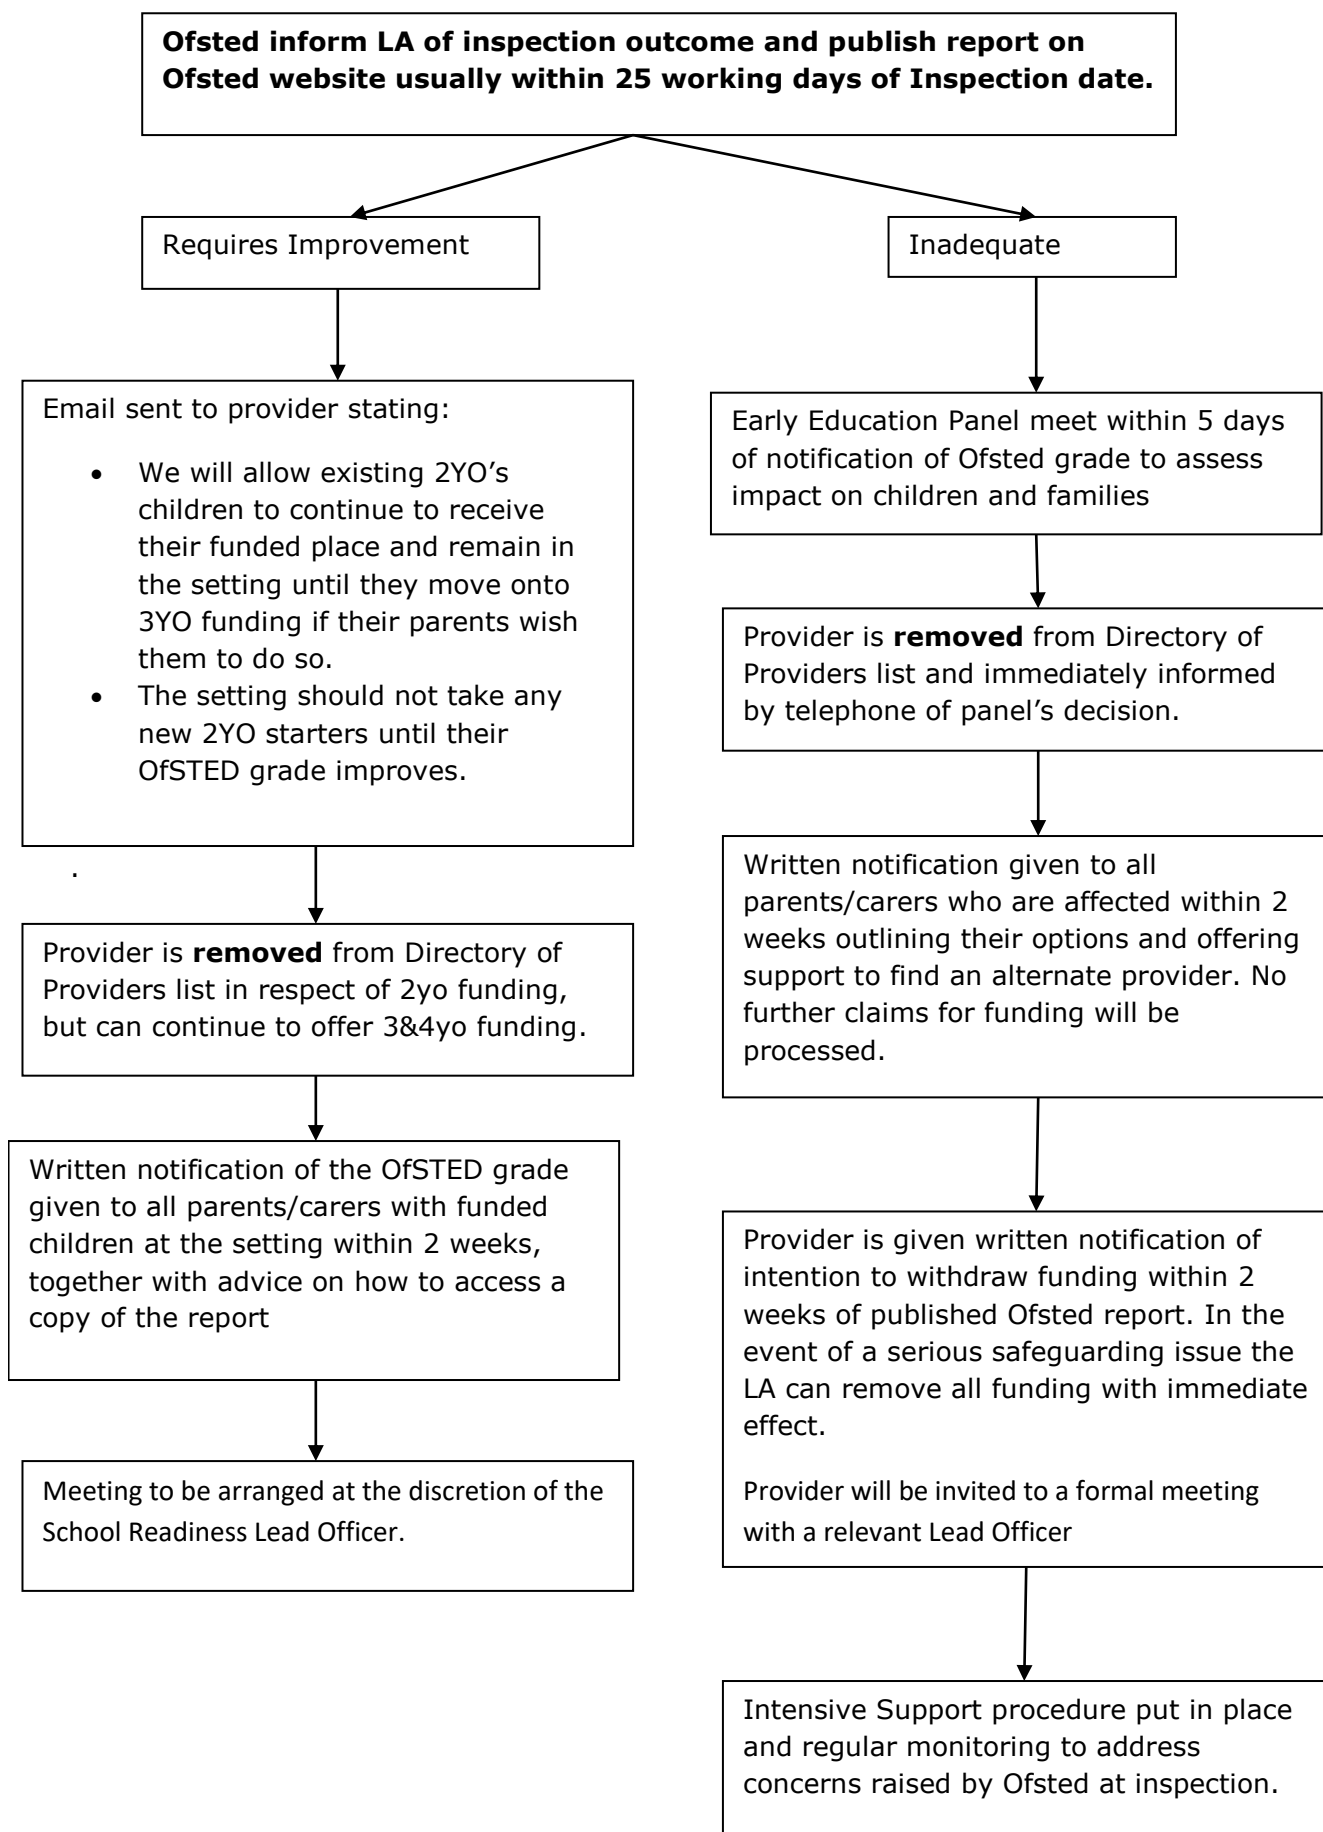 Ofsted inform LA of inspection outcome and publish report on
Ofsted website usually within 25 working days of Inspection date.
Requires Improvement
Inadequate
Email sent to provider stating:
• We will allow existing 2YO’s
children to continue to receive
their funded place and remain in
the setting until they move onto
3YO funding if their parents wish
them to do so.
• The setting should not take any
new 2YO starters until their
OfSTED grade improves.
.
Provider is removed from Directory of
Providers list in respect of 2yo funding,
but can continue to offer 3&4yo funding.
Written notification of the OfSTED grade
given to all parents/carers with funded
children at the setting within 2 weeks,
together with advice on how to access a
copy of the report
Meeting to be arranged at the discretion of the
School Readiness Lead Officer.
Early Education Panel meet within 5 days
of notification of Ofsted grade to assess
impact on children and families
Provider is removed from Directory of
Providers list and immediately informed
by telephone of panel’s decision.
Written notification given to all
parents/carers who are affected within 2
weeks outlining their options and offering
support to find an alternate provider. No
further claims for funding will be
processed.
Provider is given written notification of
intention to withdraw funding within 2
weeks of published Ofsted report. In the
event of a serious safeguarding issue the
LA can remove all funding with immediate
effect.
Provider will be invited to a formal meeting
with a relevant Lead Officer
Intensive Support procedure put in place
and regular monitoring to address
concerns raised by Ofsted at inspection.